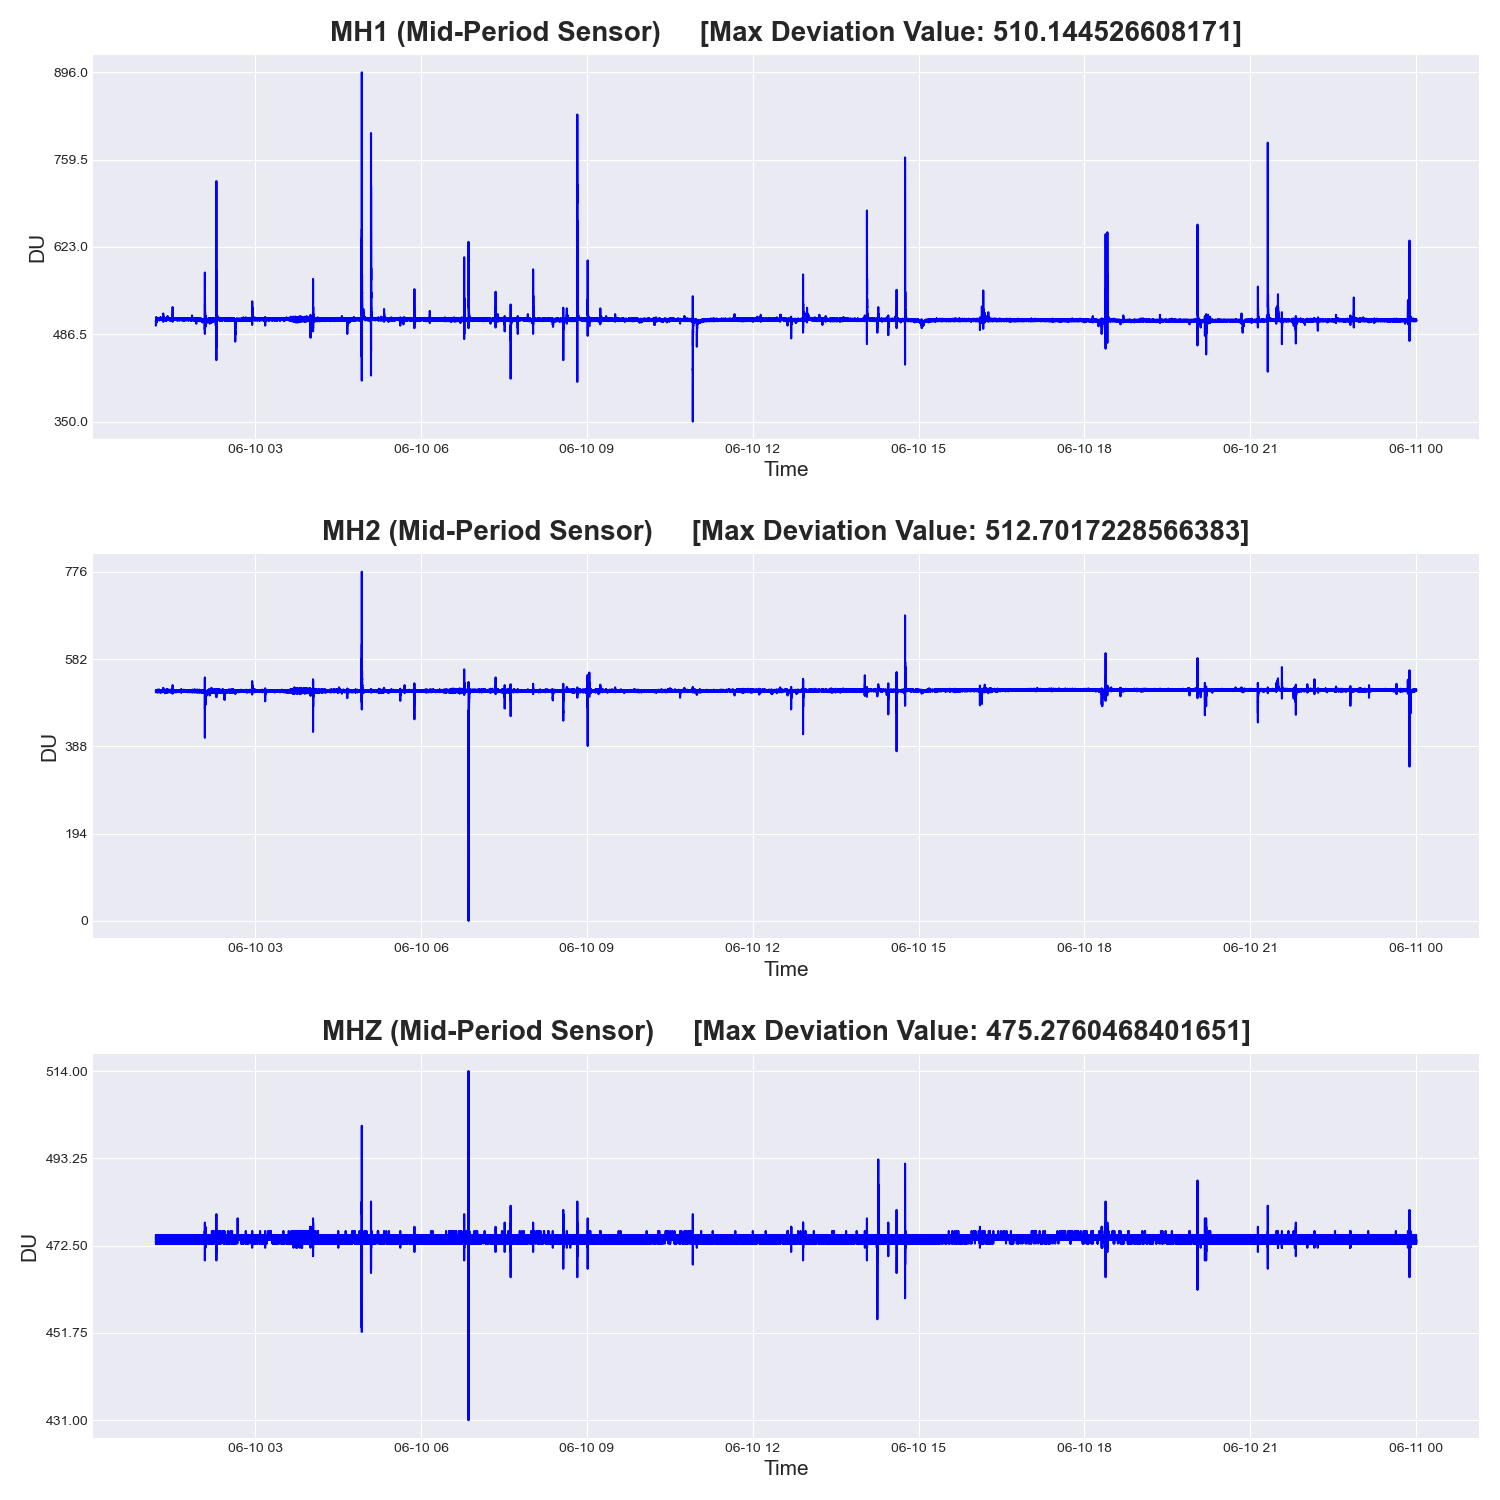 MH1 (Mid-Period Sensor) [Max Deviation Value: 510.144526608171]
896.0
759.5
623.0
486.5
350.0
DU
06-10 03 06-10 06 06-10 09 06-10 12 06-10 15 06-10 18 06-10 21 06-11 00
Time
MH2 (Mid-Period Sensor) [Max Deviation Value: 512.7017228566383]
776
582
388
194
0
DU
06-10 03 06-10 06 06-10 09 06-10 12 06-10 15 06-10 18 06-10 21 06-11 00
Time
MHZ (Mid-Period Sensor) [Max Deviation Value: 475.2760468401651]
514.00
493.25
472.50
451.75
431.00
DU
06-10 03 06-10 06 06-10 09 06-10 12 06-10 15 06-10 18 06-10 21 06-11 00
Time